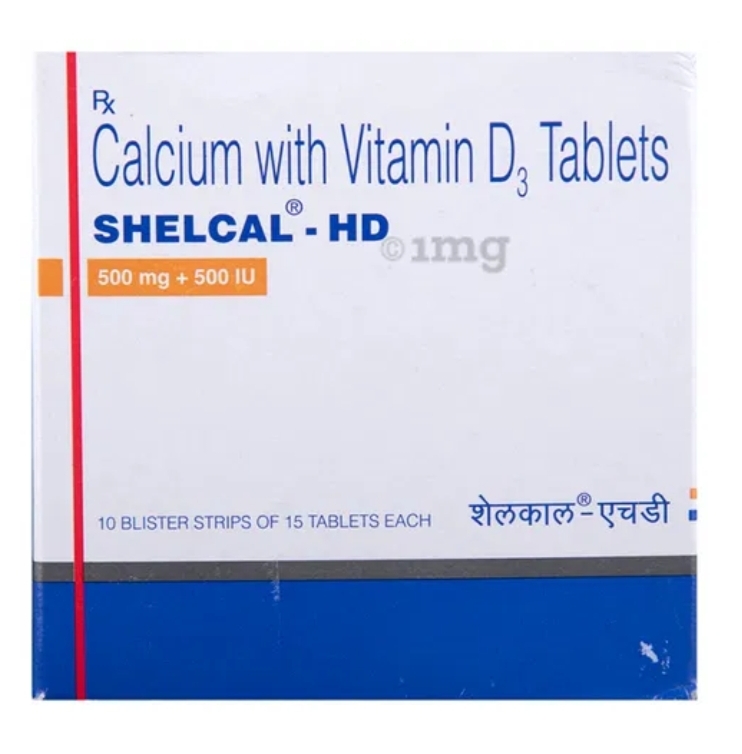 Rx
Calcium with Vitamin D₃ Tablets
SHELCAL® - HD
©1mg
500 mg + 500 IU
10 BLISTER STRIPS OF 15 TABLETS EACH
शेलकाल®-एचडी